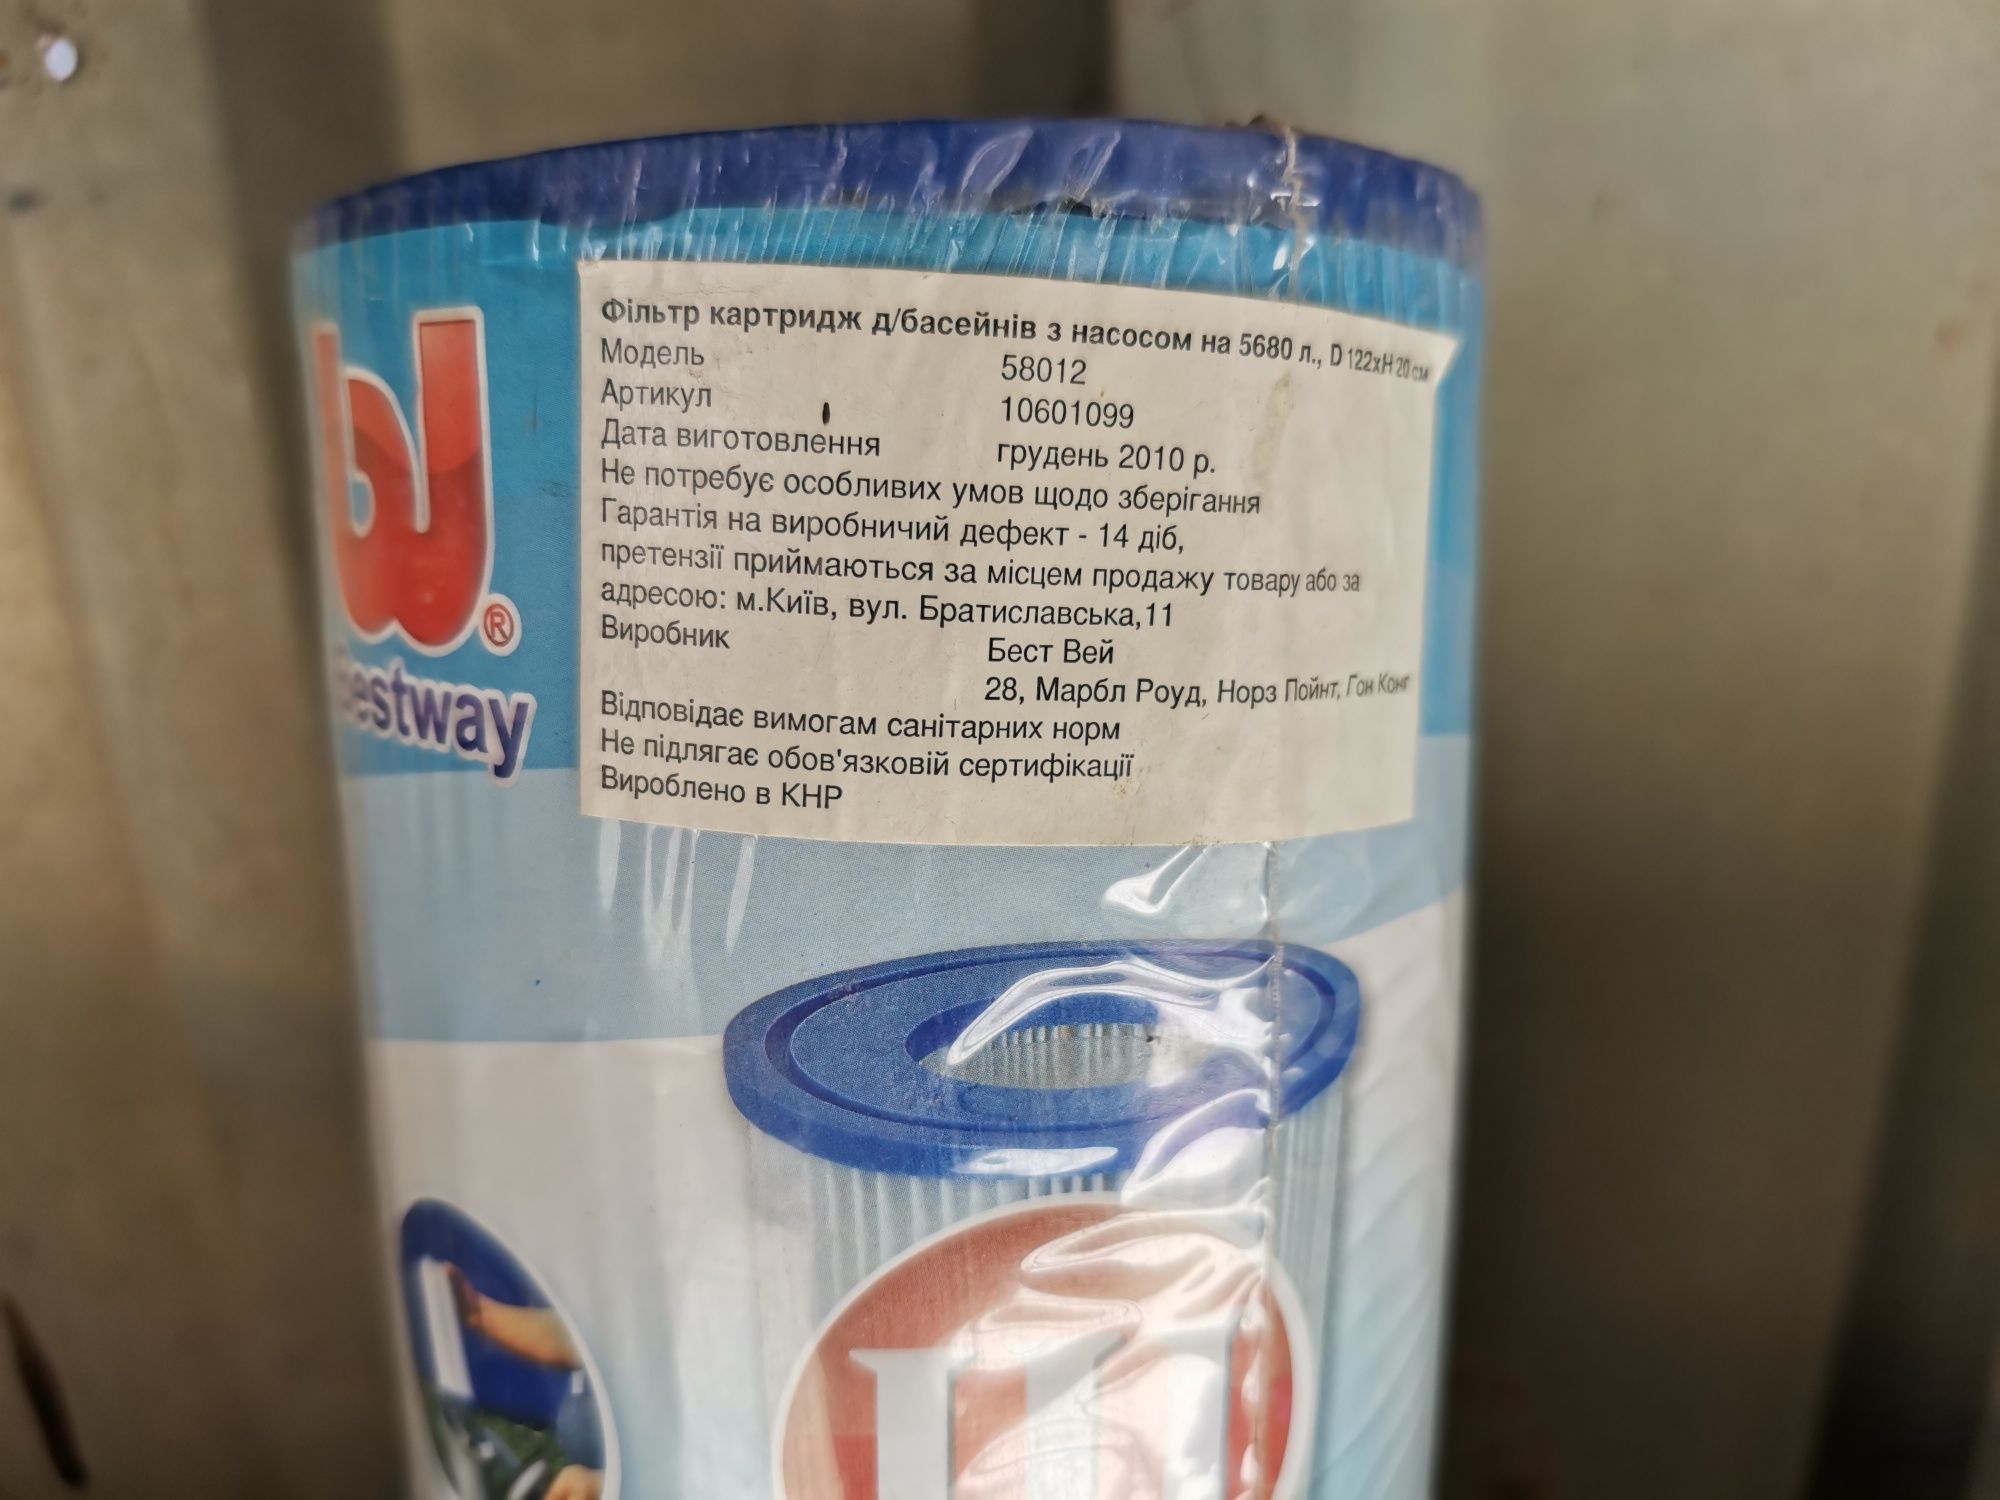 Фільтр картридж д/басейнів з насосом на 5680 л., D 122xH 20 см
Модель 58012
Артикул 10601099
Дата виготовлення грудень 2010 р.
Не потребує особливих умов щодо зберігання
Гарантія на виробничий дефект - 14 діб,
претензії приймаються за місцем продажу товару або за
адресою: м.Київ, вул. Братиславська,11
Виробник Бест Вей
28, Марбл Роуд, Норз Пойнт, Гон Конг
Відповідає вимогам санітарних норм
Не підлягає обов'язковій сертифікації
Вироблено в КНР
®
Bestway
III